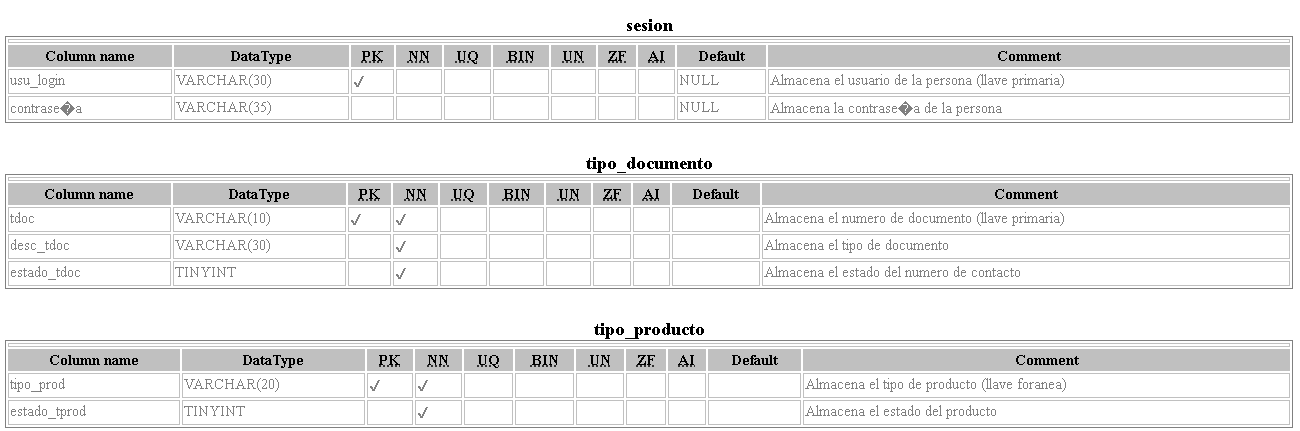 sesion
Column name DataType PK NN UQ BIN UN ZF AI Default Comment
usu_login VARCHAR(30) ✓ NULL Almacena el usuario de la persona (llave primaria)
contrase�a VARCHAR(35) NULL Almacena la contrase�a de la persona
tipo_documento
Column name DataType PK NN UQ BIN UN ZF AI Default Comment
tdoc VARCHAR(10) ✓ ✓ Almacena el numero de documento (llave primaria)
desc_tdoc VARCHAR(30) ✓ Almacena el tipo de documento
estado_tdoc TINYINT ✓ Almacena el estado del numero de contacto
tipo_producto
Column name DataType PK NN UQ BIN UN ZF AI Default Comment
tipo_prod VARCHAR(20) ✓ ✓ Almacena el tipo de producto (llave foranea)
estado_tprod TINYINT ✓ Almacena el estado del producto